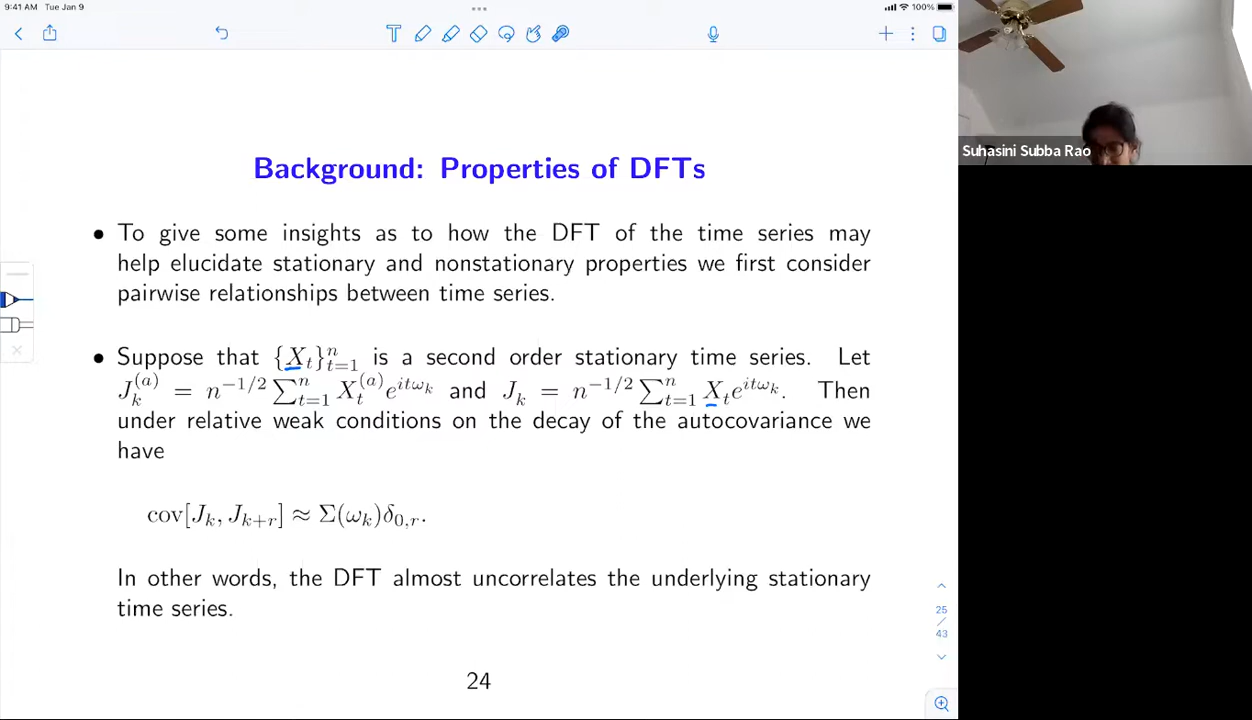 9:41 AM Tue Jan 9
100%
Background: Properties of DFTs
• To give some insights as to how the DFT of the time series may
help elucidate stationary and nonstationary properties we first consider
pairwise relationships between time series.
• Suppose that {X_t}_{t=1}^n is a second order stationary time series. Let
J_k^{(a)} = n^{-1/2} ∑_{t=1}^n X_t^{(a)} e^{itω_k} and J_k = n^{-1/2} ∑_{t=1}^n X_t e^{itω_k}. Then
under relative weak conditions on the decay of the autocovariance we
have
cov[J_k, J_{k+r}] ≈ Σ(ω_k)δ_{0,r}.
In other words, the DFT almost uncorrelates the underlying stationary
time series.
24
25
/
43
Suhasini Subba Rao